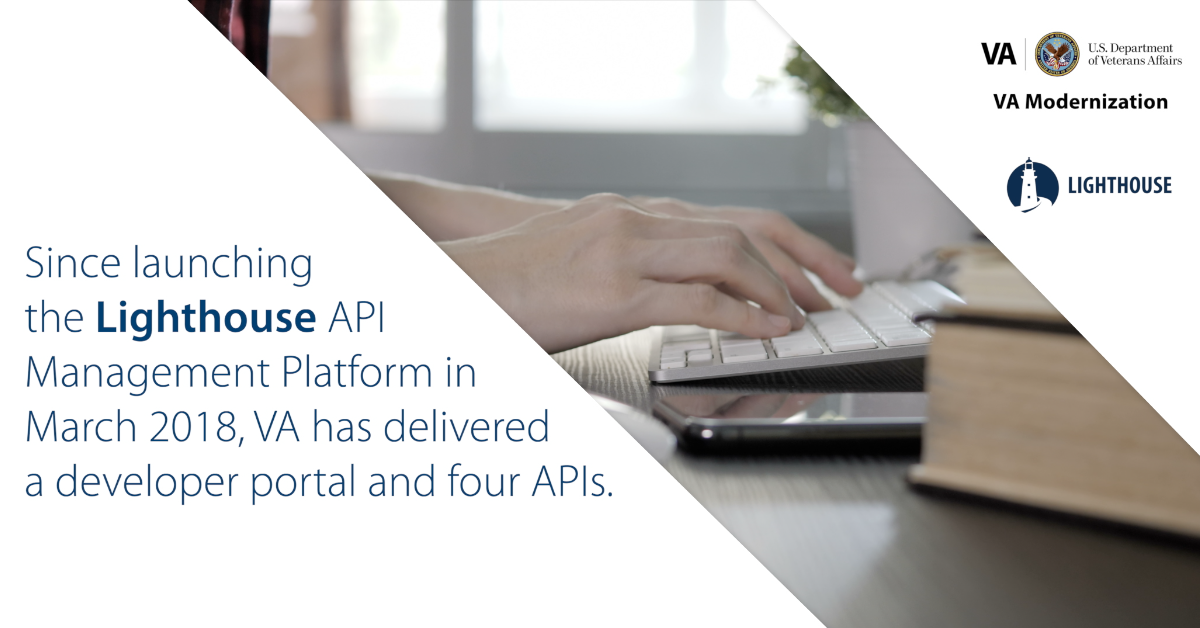 VA
U.S. Department
of Veterans Affairs
VA Modernization
LIGHTHOUSE
Since launching
the Lighthouse API
Management Platform in
March 2018, VA has delivered
a developer portal and four APIs.